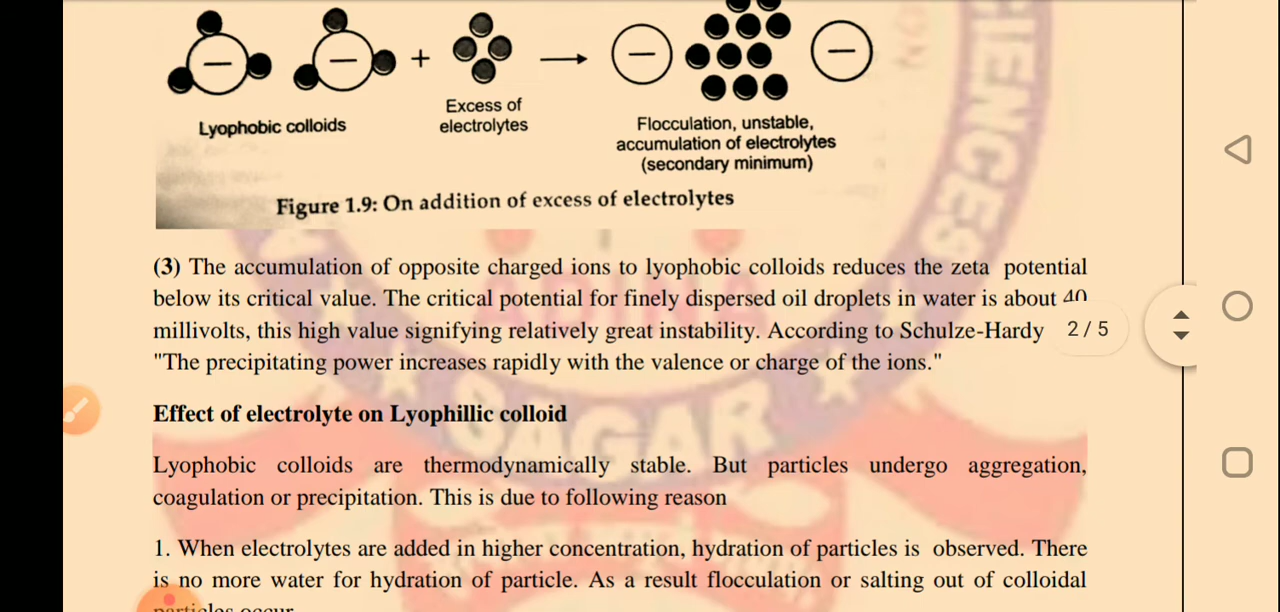 +
Lyophobic colloids
Excess of
electrolytes
Flocculation, unstable,
accumulation of electrolytes
(secondary minimum)
Figure 1.9: On addition of excess of electrolytes
(3) The accumulation of opposite charged ions to lyophobic colloids reduces the zeta potential
below its critical value. The critical potential for finely dispersed oil droplets in water is about 40
millivolts, this high value signifying relatively great instability. According to Schulze-Hardy
2 / 5
"The precipitating power increases rapidly with the valence or charge of the ions."
Effect of electrolyte on Lyophillic colloid
Lyophobic colloids are thermodynamically stable. But particles undergo aggregation,
coagulation or precipitation. This is due to following reason
1. When electrolytes are added in higher concentration, hydration of particles is observed. There
is no more water for hydration of particle. As a result flocculation or salting out of colloidal
particles occur
SAGAR